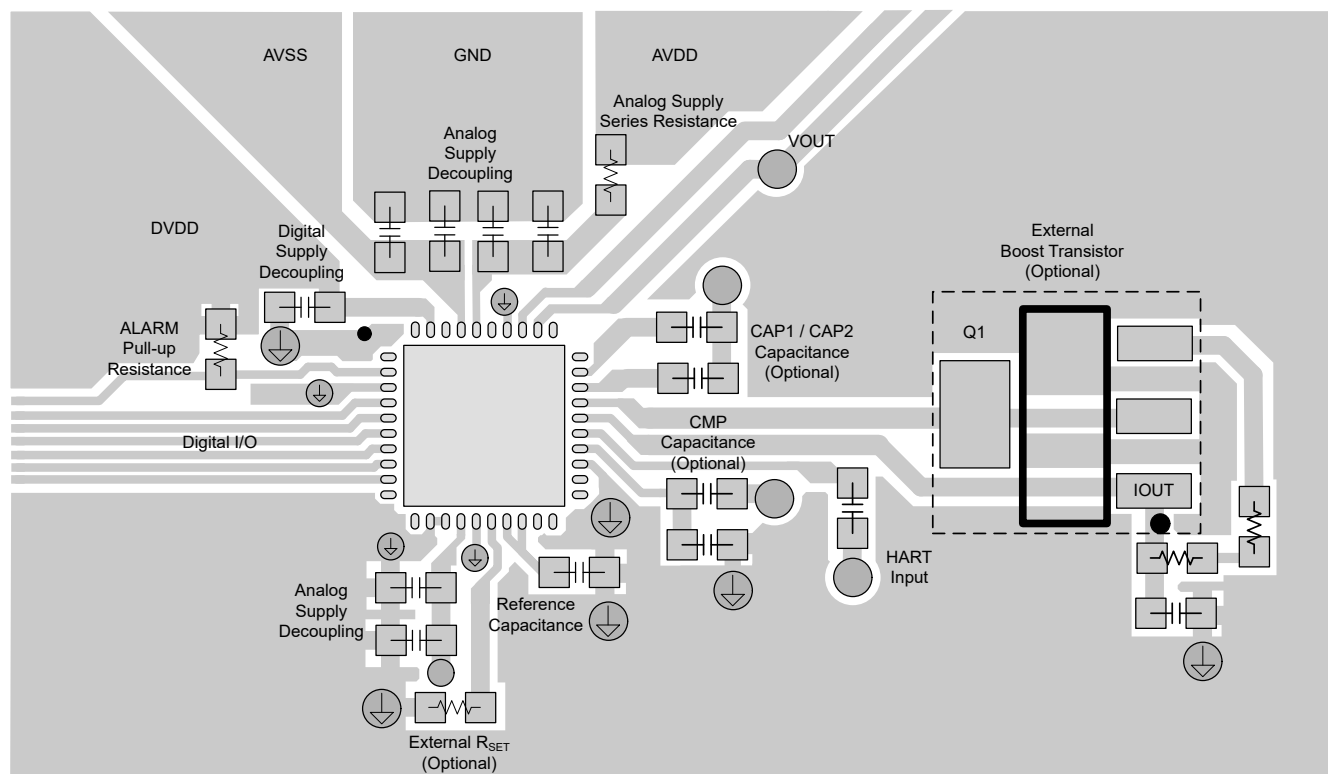 AVSS
GND
AVDD
Analog Supply
Series Resistance
Analog
Supply
Decoupling
VOUT
DVDD
Digital
Supply
Decoupling
External
Boost Transistor
(Optional)
ALARM
Pull-up
Resistance
CAP1 / CAP2
Capacitance
(Optional)
Q1
Digital I/O
CMP
Capacitance
(Optional)
IOUT
HART
Input
Analog
Supply
Decoupling
Reference
Capacitance
External RSET
(Optional)